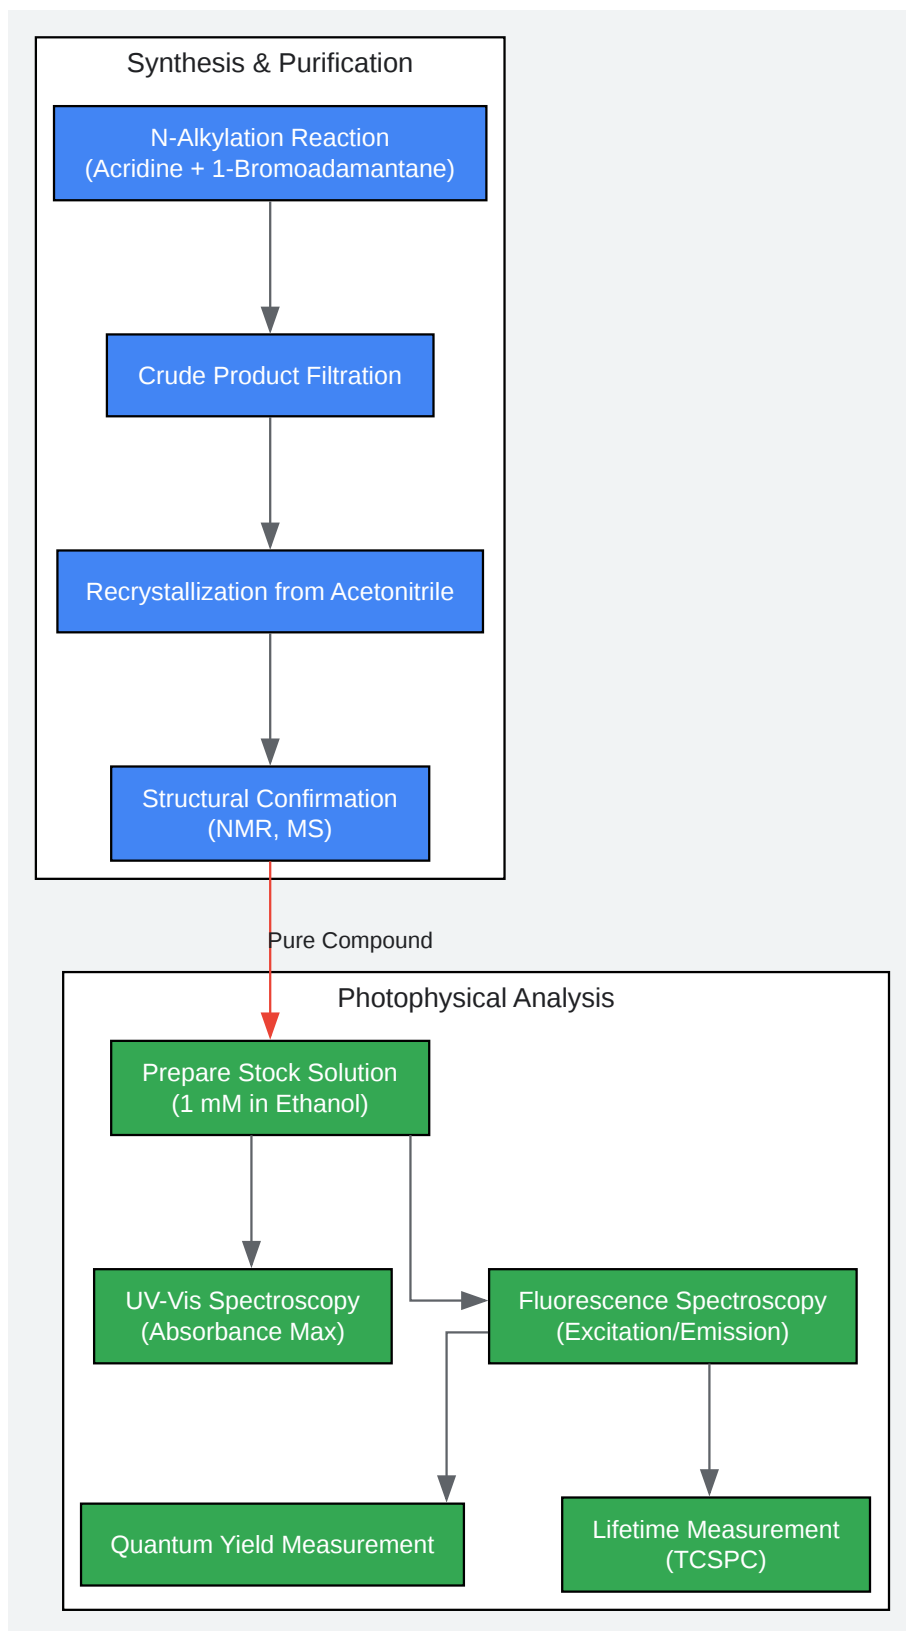 Synthesis & Purification
N-Alkylation Reaction
(Acridine + 1-Bromoadamantane)
Crude Product Filtration
Recrystallization from Acetonitrile
Structural Confirmation
(NMR, MS)
Pure Compound
Photophysical Analysis
Prepare Stock Solution
(1 mM in Ethanol)
UV-Vis Spectroscopy
(Absorbance Max)
Fluorescence Spectroscopy
(Excitation/Emission)
Quantum Yield Measurement
Lifetime Measurement
(TCSPC)